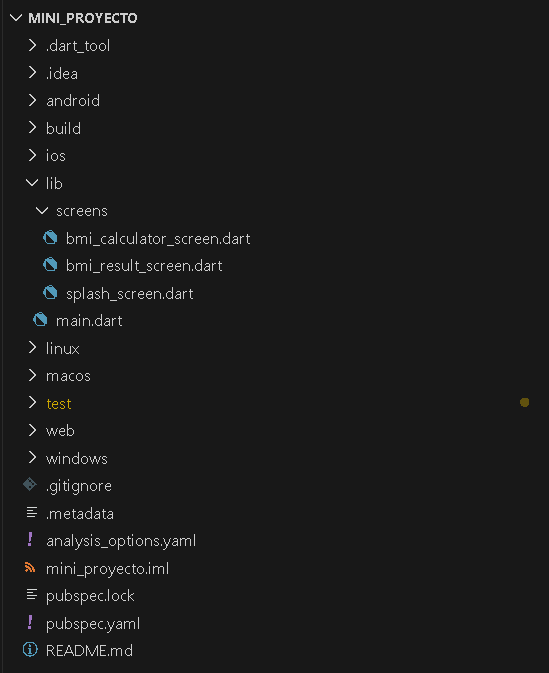 MINI_PROYECTO
.dart_tool
.idea
android
build
ios
lib
screens
bmi_calculator_screen.dart
bmi_result_screen.dart
splash_screen.dart
main.dart
linux
macos
test
web
windows
.gitignore
.metadata
analysis_options.yaml
mini_proyecto.iml
pubspec.lock
pubspec.yaml
README.md